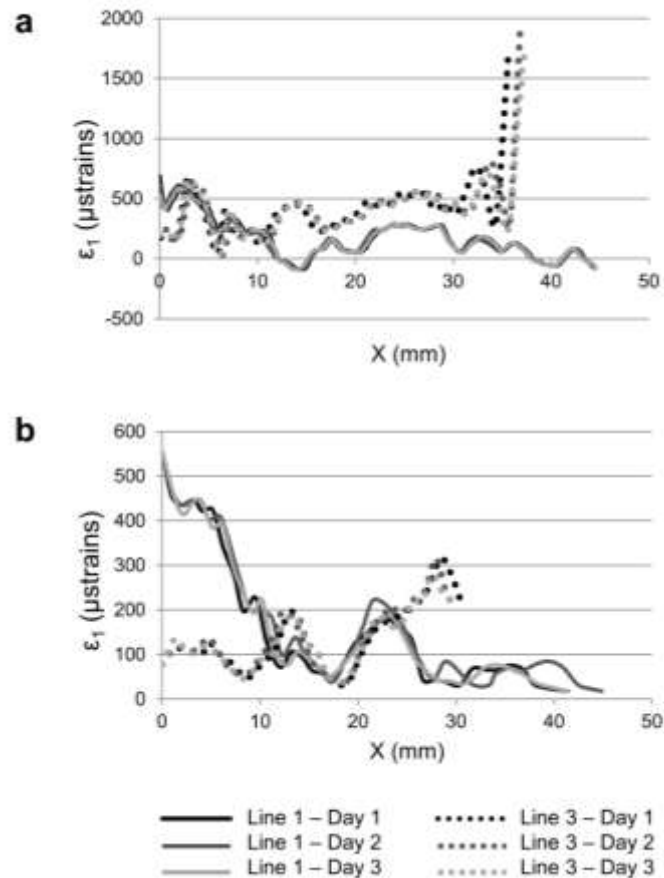 a
2000
1500
1000
500
0
-500
ε1 (µstrains)
0 10 20 30 40 50
X (mm)
b
600
500
400
300
200
100
0
ε1 (µstrains)
0 10 20 30 40 50
X (mm)
Line 1 – Day 1 Line 3 – Day 1
Line 1 – Day 2 Line 3 – Day 2
Line 1 – Day 3 Line 3 – Day 3